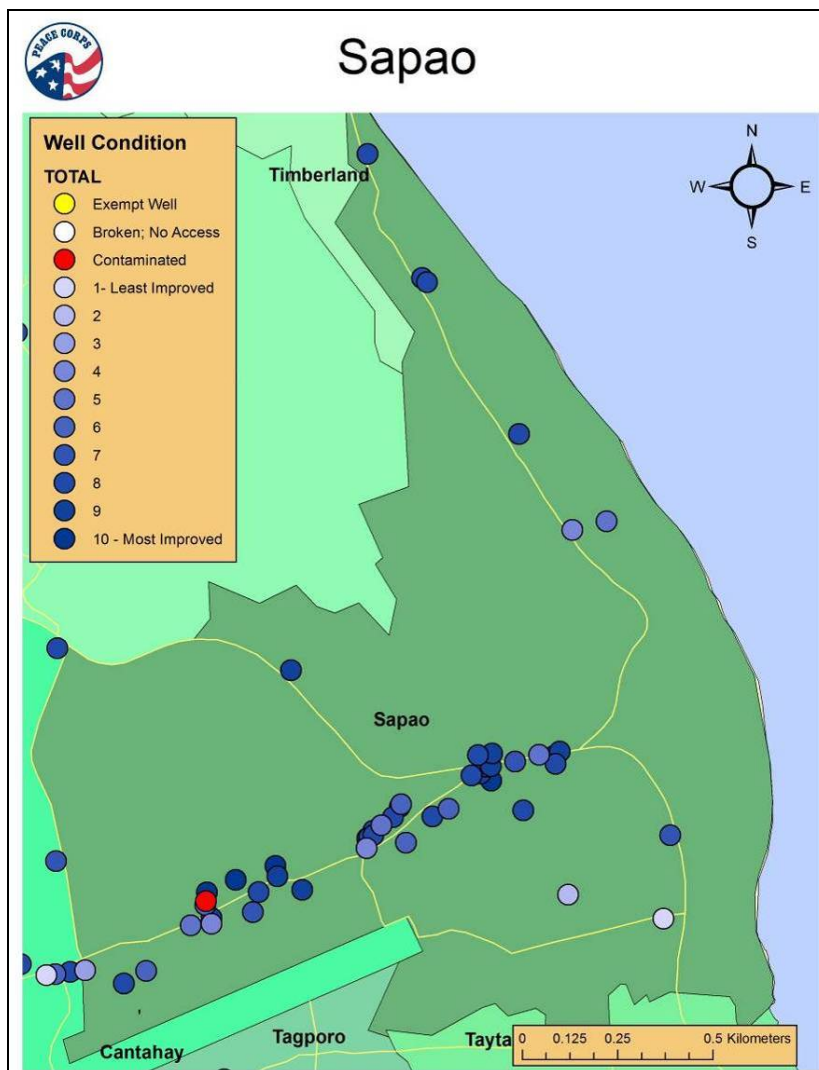 PEACE CORPS
Sapao
Well Condition
TOTAL
Exempt Well
Broken; No Access
Contaminated
1- Least Improved
2
3
4
5
6
7
8
9
10 - Most Improved
Timberland
N
W E
S
Sapao
Cantahay
Tagporo
Tayta
0 0.125 0.25 0.5 Kilometers